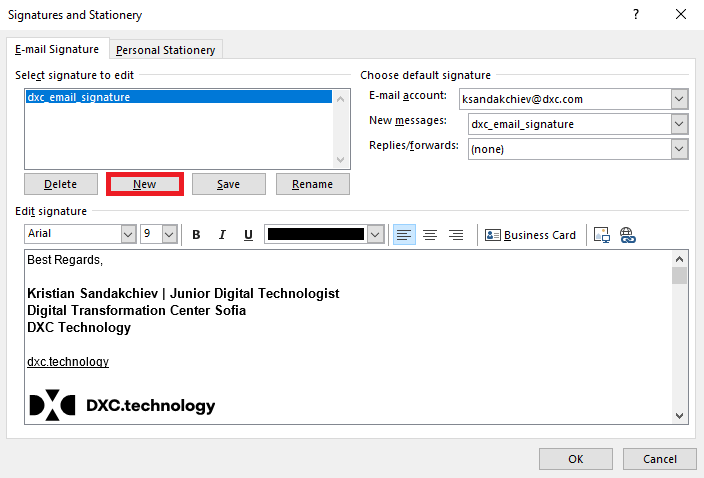 Signatures and Stationery
?
E-mail Signature
Personal Stationery
Select signature to edit
dxc_email_signature
Delete
New
Save
Rename
Choose default signature
E-mail account:
ksandakchiev@dxc.com
New messages:
dxc_email_signature
Replies/forwards:
(none)
Edit signature
Arial
9
B
I
U
Business Card
Best Regards,
Kristian Sandakchiev | Junior Digital Technologist
Digital Transformation Center Sofia
DXC Technology
dxc.technology
DXC.technology
OK
Cancel